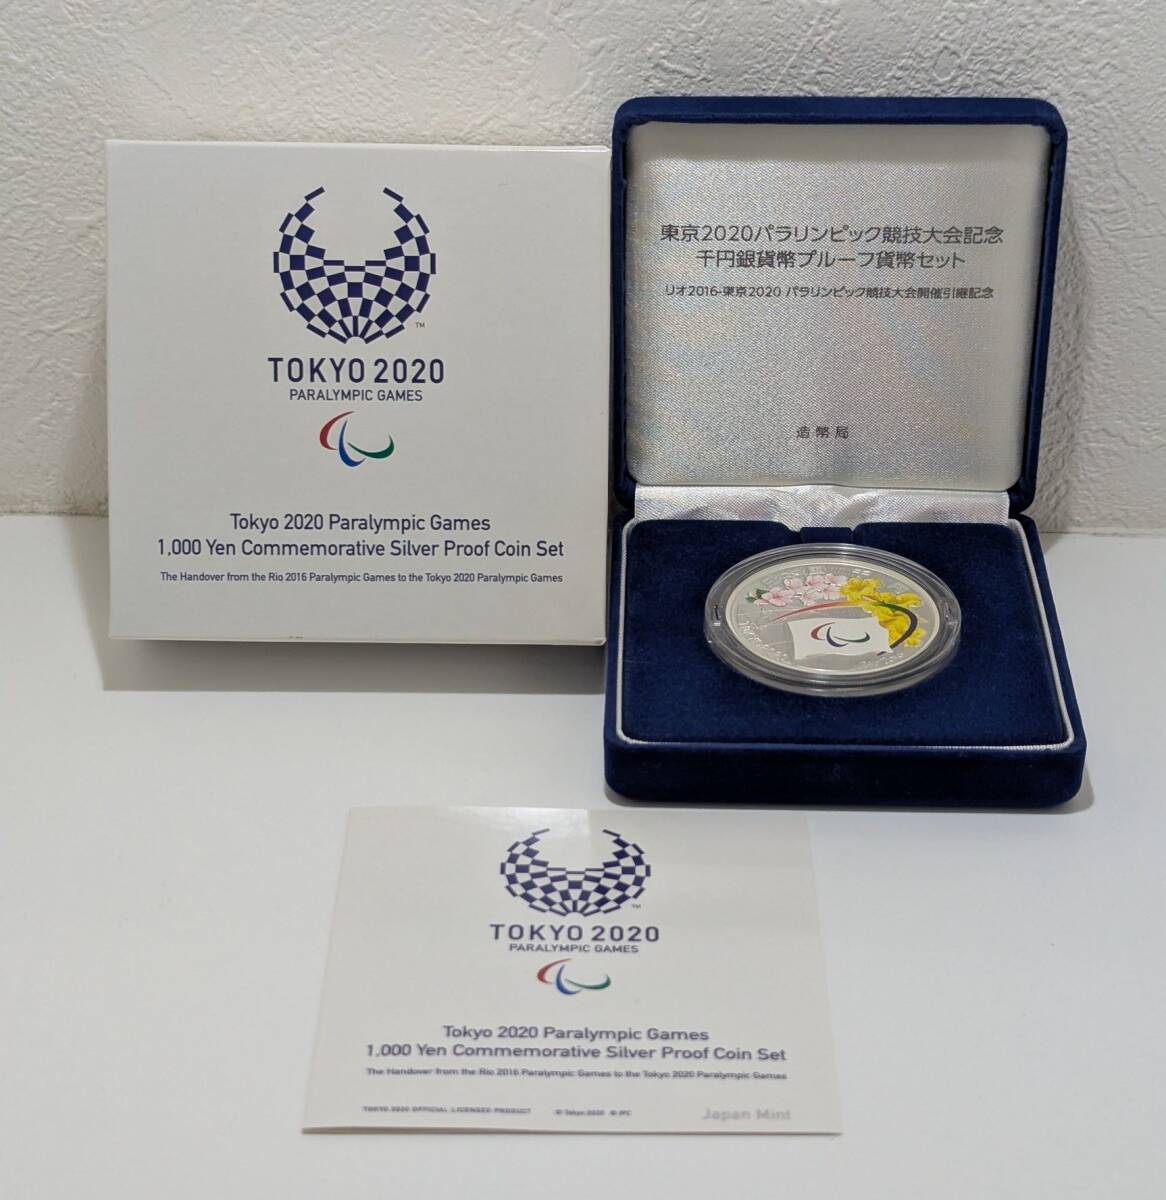 TM
TOKYO 2020
PARALYMPIC GAMES
Tokyo 2020 Paralympic Games
1,000 Yen Commemorative Silver Proof Coin Set
The Handover from the Rio 2016 Paralympic Games to the Tokyo 2020 Paralympic Games
東京2020パラリンピック競技大会記念
千円銀貨幣プルーフ貨幣セット
リオ2016-東京2020 パラリンピック競技大会開催引継記念
造幣局
TM
TOKYO 2020
PARALYMPIC GAMES
Tokyo 2020 Paralympic Games
1,000 Yen Commemorative Silver Proof Coin Set
The Handover from the Rio 2016 Paralympic Games to the Tokyo 2020 Paralympic Games
TOKYO 2020 OFFICIAL LICENSED PRODUCT © Tokyo 2020 © IPC Japan Mint